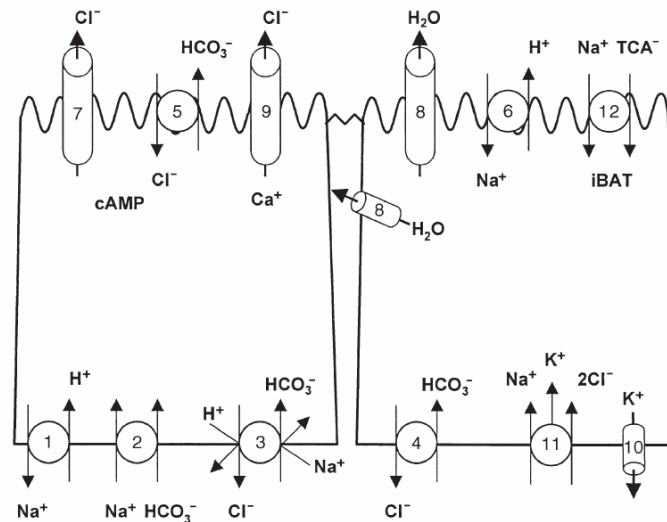 Cl⁻ Cl⁻ H₂O
HCO₃⁻ H⁺ Na⁺ TCA⁻
7 5 9 8 6 12
Cl⁻ Ca⁺ Na⁺ iBAT
cAMP
8
H₂O
H⁺ HCO₃⁻ HCO₃⁻ Na⁺ K⁺ 2Cl⁻ K⁺
H⁺
1 2 3 4 11 10
Na⁺
Na⁺ Na⁺ HCO₃⁻ Cl⁻ Cl⁻